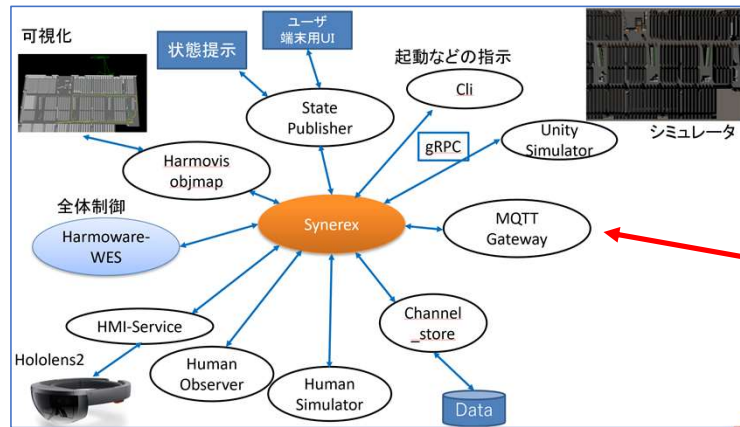 可視化
状態提示
ユーザ
端末用UI
起動などの指示
Cli
シミュレータ
State
Publisher
gRPC
Unity
Simulator
Harmovis
objmap
全体制御
Harmoware-
WES
Synerex
MQTT
Gateway
HMI-Service
Channel
_store
Hololens2
Human
Observer
Human
Simulator
Data